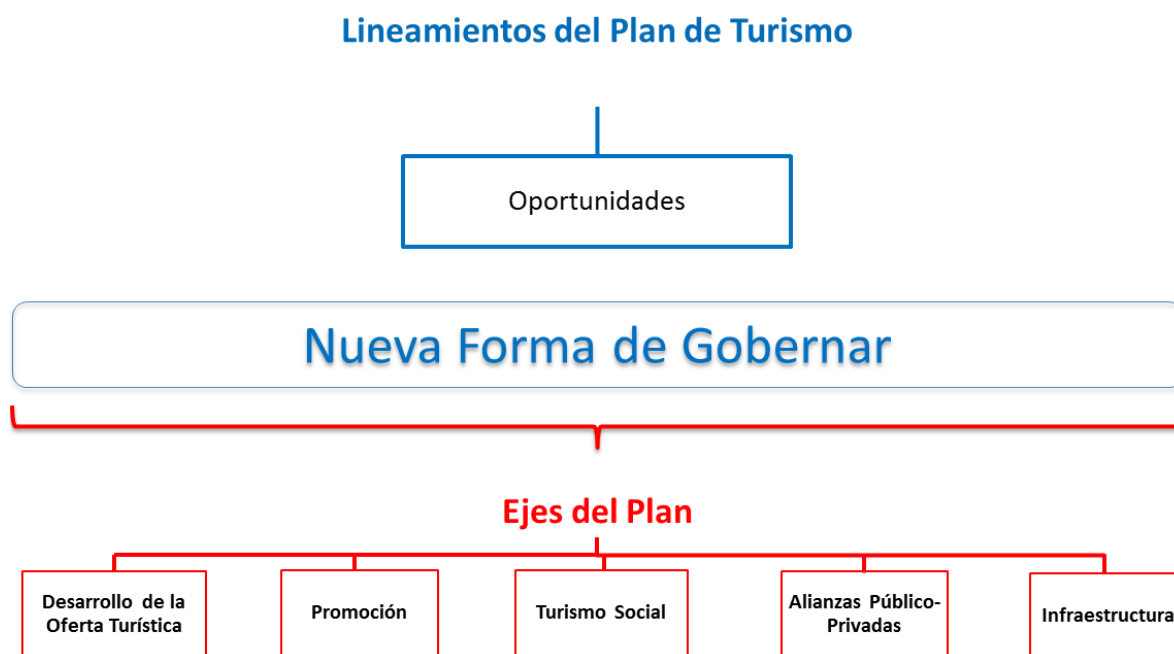 Lineamientos del Plan de Turismo
Oportunidades
Nueva Forma de Gobernar
Ejes del Plan
Desarrollo de la
Oferta Turística
Promoción
Turismo Social
Alianzas Público-
Privadas
Infraestructura